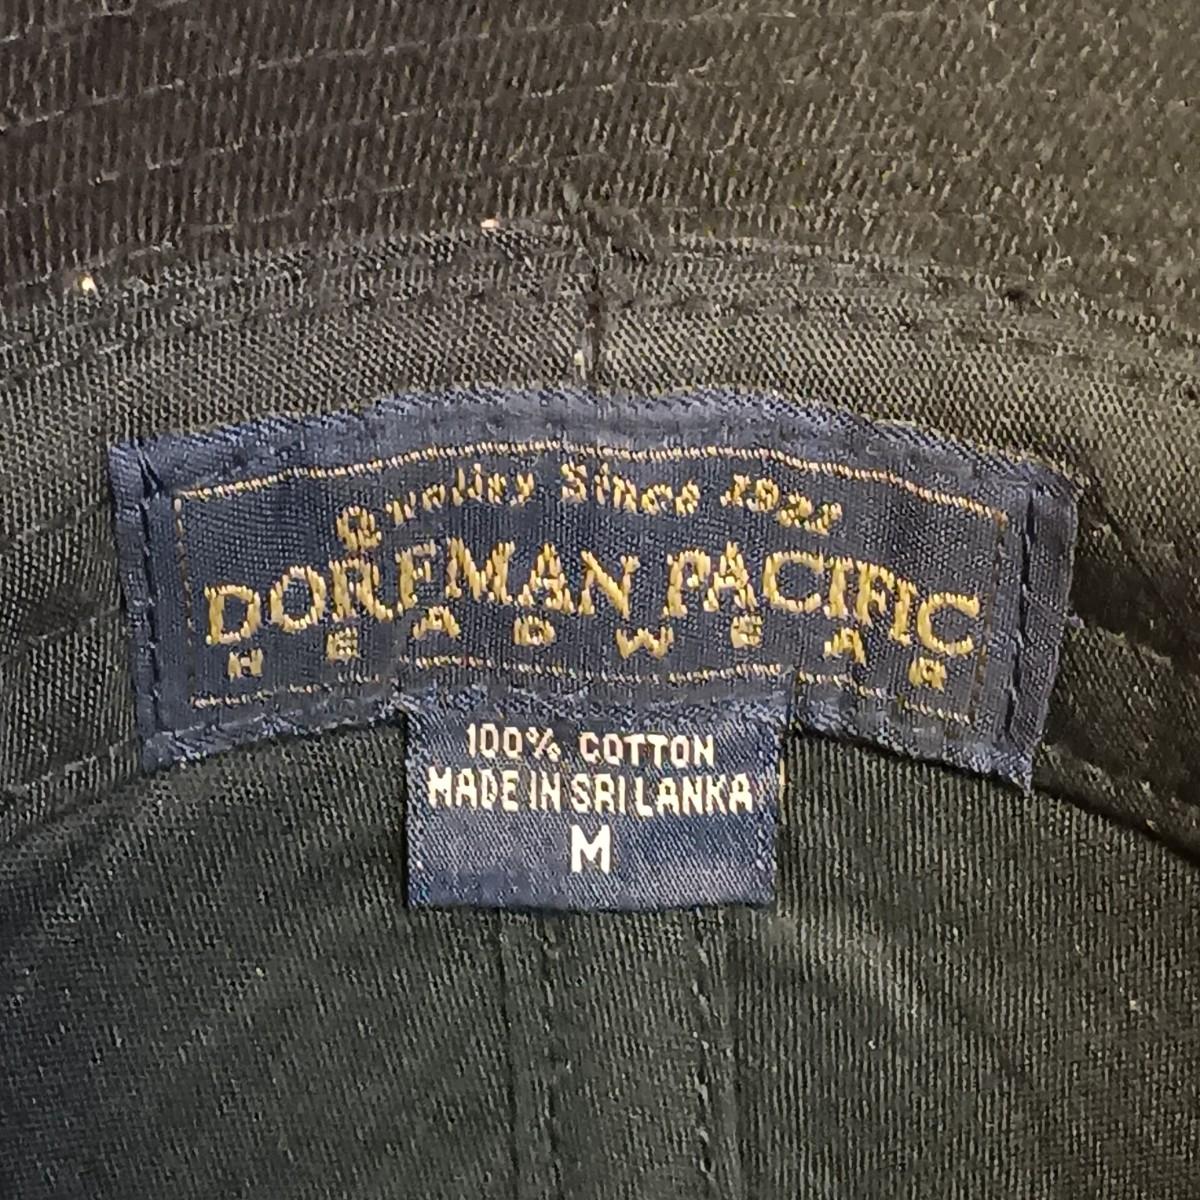 Quality Since 1921
DORFMAN PACIFIC
HEADWEAR
100% COTTON
MADE IN SRI LANKA
M